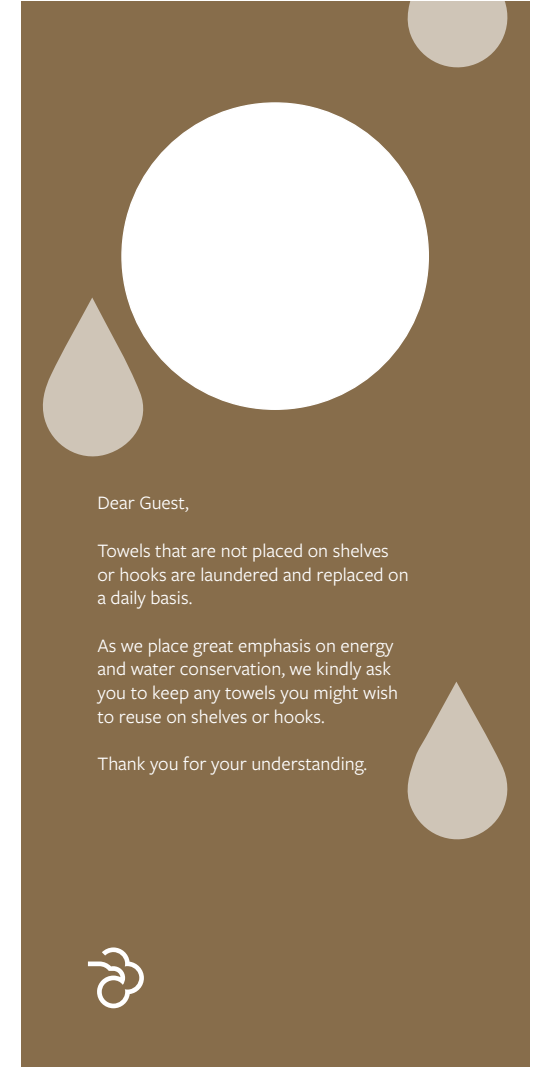 Dear Guest,
Towels that are not placed on shelves
or hooks are laundered and replaced on
a daily basis.
As we place great emphasis on energy
and water conservation, we kindly ask
you to keep any towels you might wish
to reuse on shelves or hooks.
Thank you for your understanding.